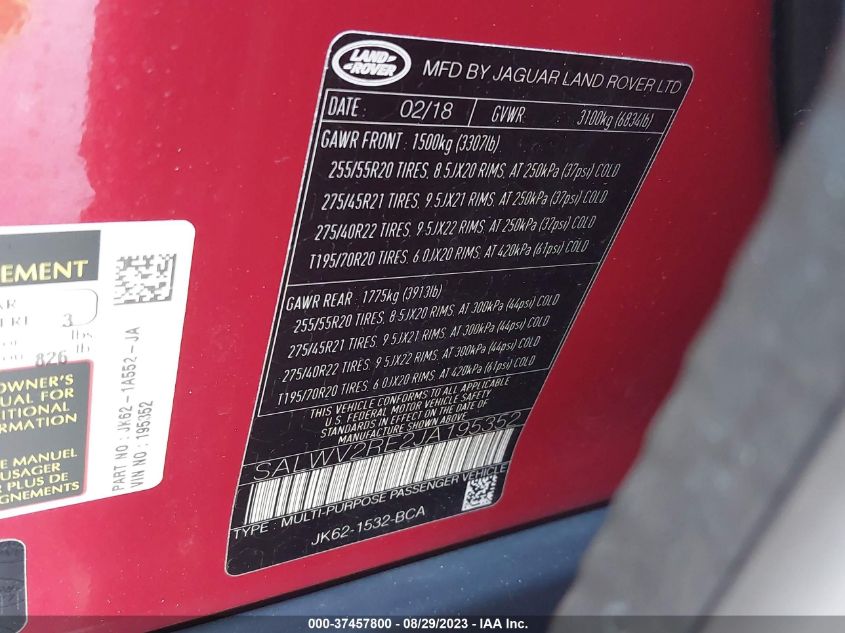 LAND
ROVER
MFD BY JAGUAR LAND ROVER LTD
DATE: 02/18 GVWR 3100kg (6834lb)
GAWR FRONT: 1500kg (3307lb)
255/55R20 TIRES, 8.5JX20 RIMS, AT 250kPa (37psi) COLD
275/45R21 TIRES, 9.5JX21 RIMS, AT 250kPa (37psi) COLD
275/40R22 TIRES, 9.5JX22 RIMS, AT 250kPa (37psi) COLD
T195/70R20 TIRES, 6.0JX20 RIMS, AT 420kPa (61psi) COLD
GAWR REAR: 1775kg (3913lb)
255/55R20 TIRES, 8.5JX20 RIMS, AT 300kPa (44psi) COLD
275/45R21 TIRES, 9.5JX21 RIMS, AT 300kPa (44psi) COLD
275/40R22 TIRES, 9.5JX22 RIMS, AT 300kPa (44psi) COLD
T195/70R20 TIRES, 6.0JX20 RIMS, AT 420kPa (61psi) COLD
THIS VEHICLE CONFORMS TO ALL APPLICABLE
U.S. FEDERAL MOTOR VEHICLE SAFETY
STANDARDS IN EFFECT ON THE DATE OF
MANUFACTURE SHOWN ABOVE
SALWV2RE2JA195352
TYPE: MULTI-PURPOSE PASSENGER VEHICLE
JK62-1532-BCA
EMENT
AR
3
lbs
826 lb
OWNER'S
UAL FOR
ITIONAL
RMATION
E MANUEL
USAGER
PLUS DE
GNEMENTS
PART NO: JK62-1A552-JA
VIN NO: 195352
000-37457800 - 08/29/2023 - IAA Inc.